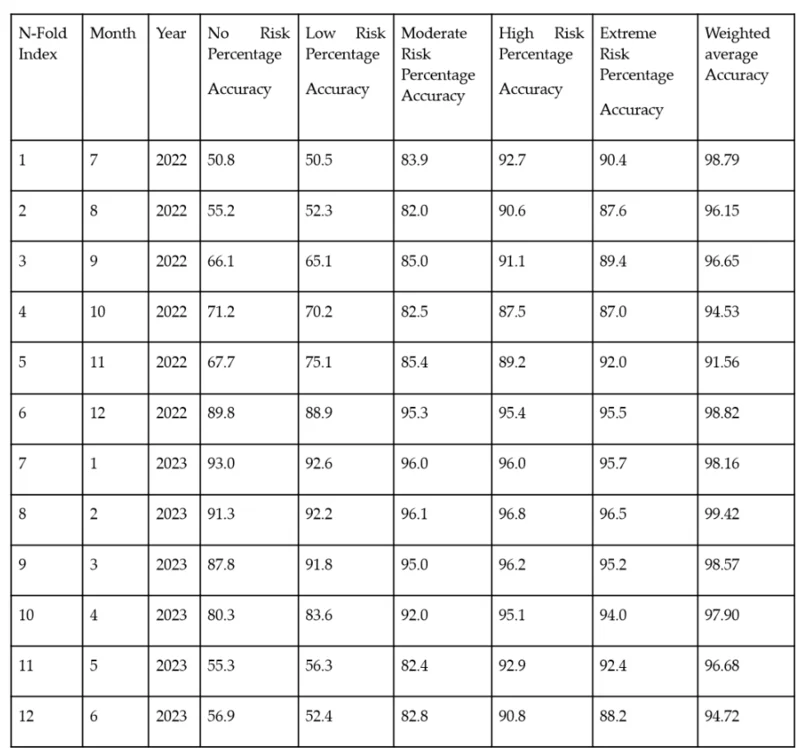 N-Fold Index | Month | Year | No Risk Percentage Accuracy | Low Risk Percentage Accuracy | Moderate Risk Percentage Accuracy | High Risk Percentage Accuracy | Extreme Risk Percentage Accuracy | Weighted average Accuracy
1 | 7 | 2022 | 50.8 | 50.5 | 83.9 | 92.7 | 90.4 | 98.79
2 | 8 | 2022 | 55.2 | 52.3 | 82.0 | 90.6 | 87.6 | 96.15
3 | 9 | 2022 | 66.1 | 65.1 | 85.0 | 91.1 | 89.4 | 96.65
4 | 10 | 2022 | 71.2 | 70.2 | 82.5 | 87.5 | 87.0 | 94.53
5 | 11 | 2022 | 67.7 | 75.1 | 85.4 | 89.2 | 92.0 | 91.56
6 | 12 | 2022 | 89.8 | 88.9 | 95.3 | 95.4 | 95.5 | 98.82
7 | 1 | 2023 | 93.0 | 92.6 | 96.0 | 96.0 | 95.7 | 98.16
8 | 2 | 2023 | 91.3 | 92.2 | 96.1 | 96.8 | 96.5 | 99.42
9 | 3 | 2023 | 87.8 | 91.8 | 95.0 | 96.2 | 95.2 | 98.57
10 | 4 | 2023 | 80.3 | 83.6 | 92.0 | 95.1 | 94.0 | 97.90
11 | 5 | 2023 | 55.3 | 56.3 | 82.4 | 92.9 | 92.4 | 96.68
12 | 6 | 2023 | 56.9 | 52.4 | 82.8 | 90.8 | 88.2 | 94.72